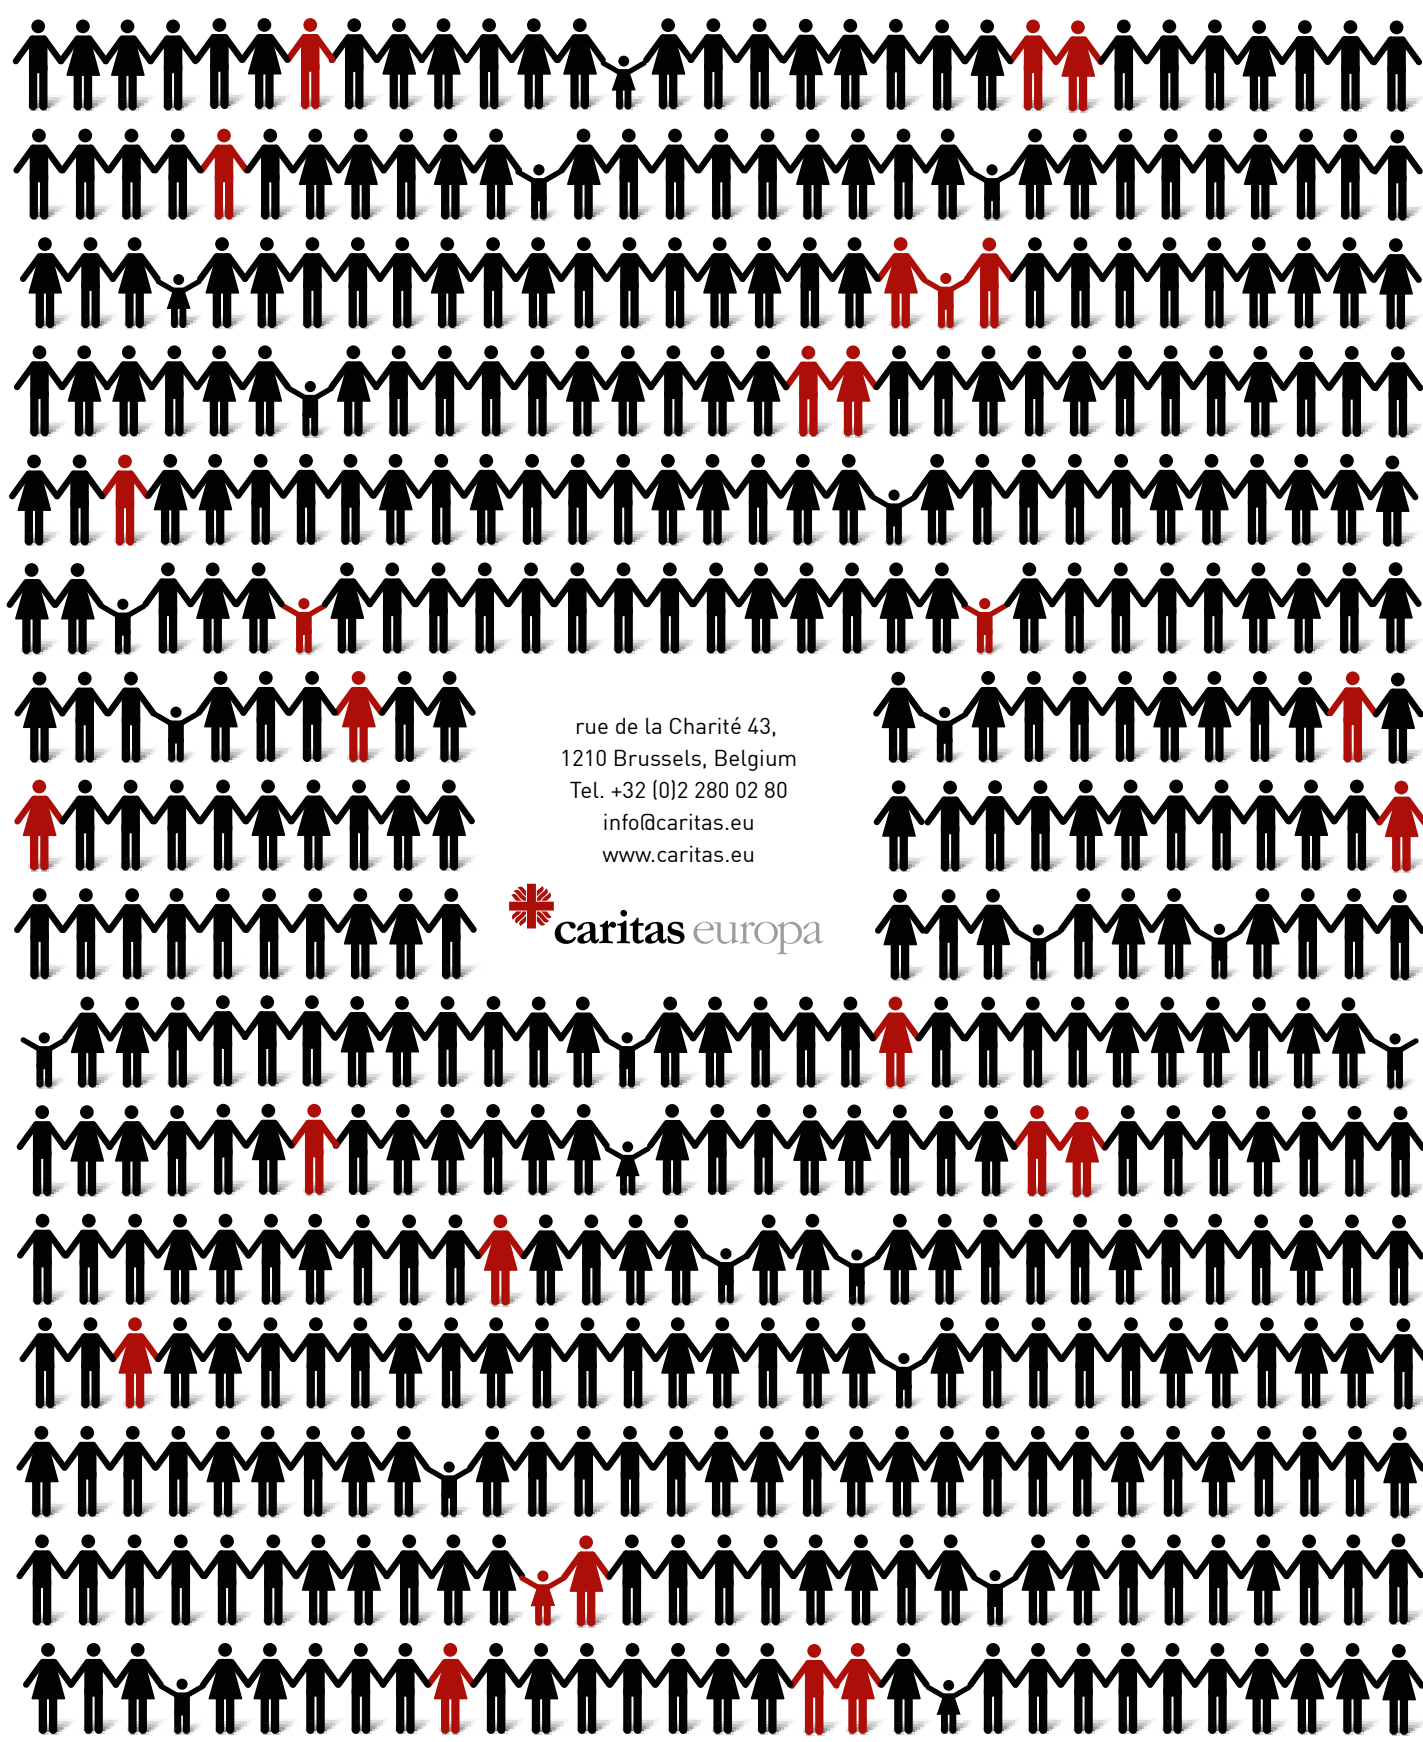 rue de la Charité 43,
1210 Brussels, Belgium
Tel. +32 (0)2 280 02 80
info@caritas.eu
www.caritas.eu
caritas europa